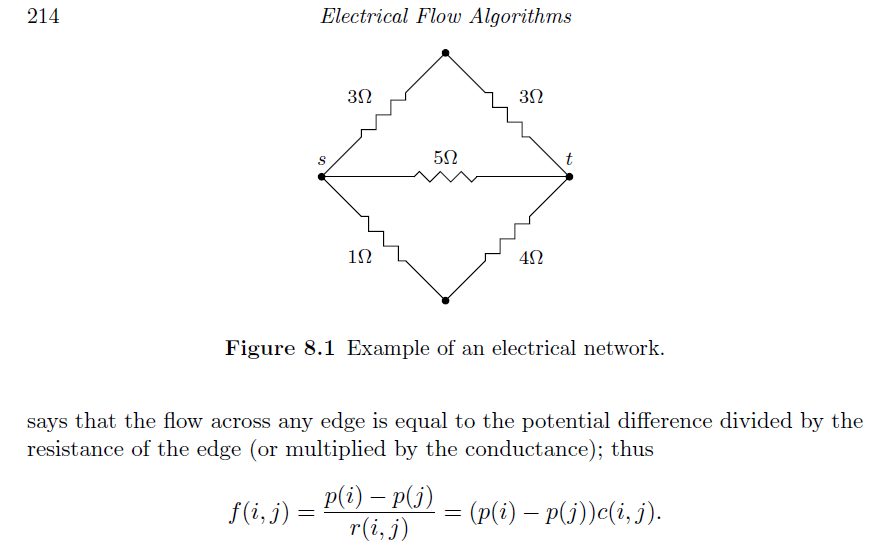 214 Electrical Flow Algorithms
3Ω 3Ω
s 5Ω t
1Ω 4Ω
Figure 8.1 Example of an electrical network.
says that the flow across any edge is equal to the potential difference divided by the
resistance of the edge (or multiplied by the conductance); thus
f(i, j) = \frac{p(i) − p(j)}{r(i, j)} = (p(i) − p(j))c(i, j).